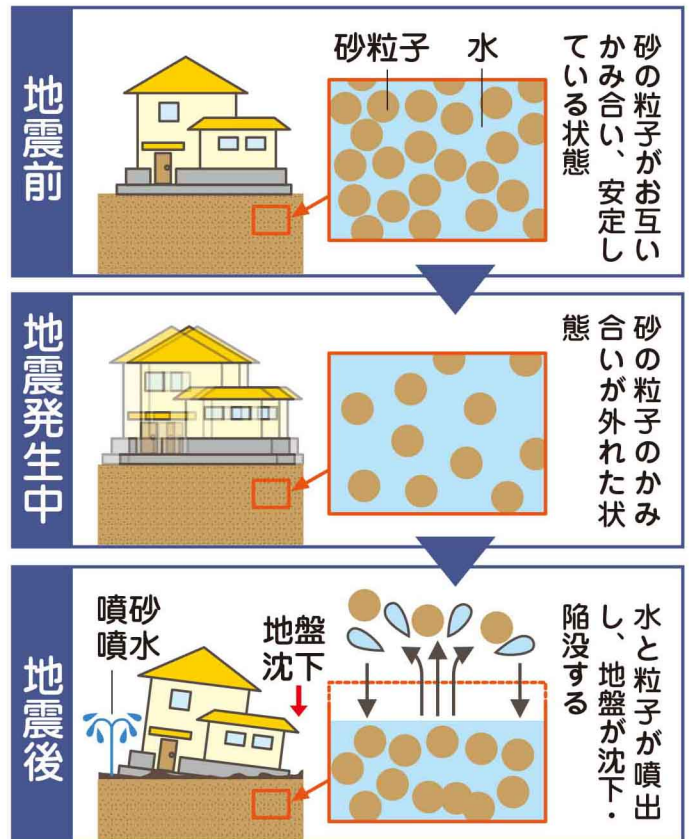 地震前
砂粒子
水
砂の粒子がお互い
かみ合い、安定し
ている状態
地震発生中
砂の粒子のかみ
合いが外れた状
態
地震後
噴砂
噴水
地盤
沈下
水と粒子が噴出
し、地盤が沈下・
陥没する